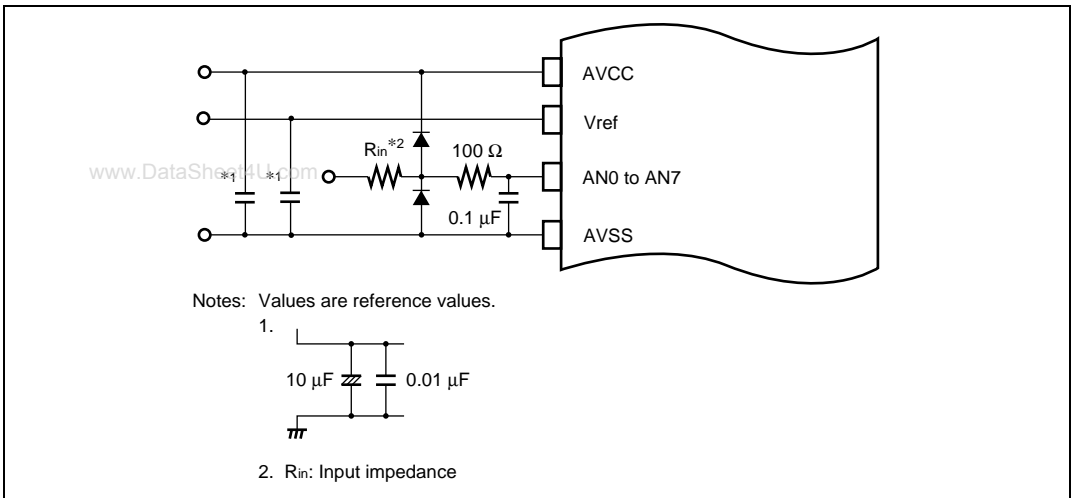 AVCC
Vref
Rin*2
100 Ω
www.DataSheet4U.com
*1
*1
AN0 to AN7
0.1 μF
AVSS
Notes: Values are reference values.
1.
10 μF
0.01 μF
2. Rin: Input impedance